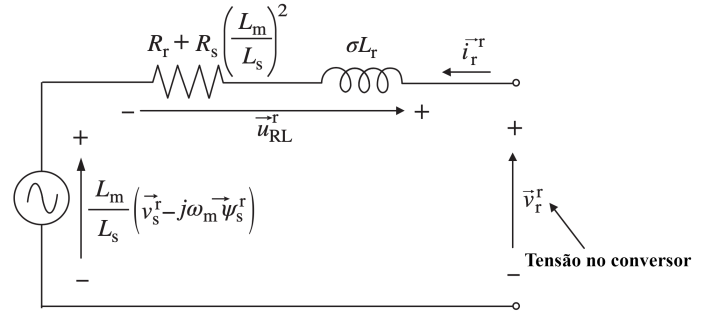 R_r + R_s (L_m / L_s)^2
σL_r
i_r^r→
− u_RL^r→ +
+
L_m / L_s (v_s^r→ − jω_m ψ_s^r→)
−
+
v_r^r→
Tensão no conversor
−